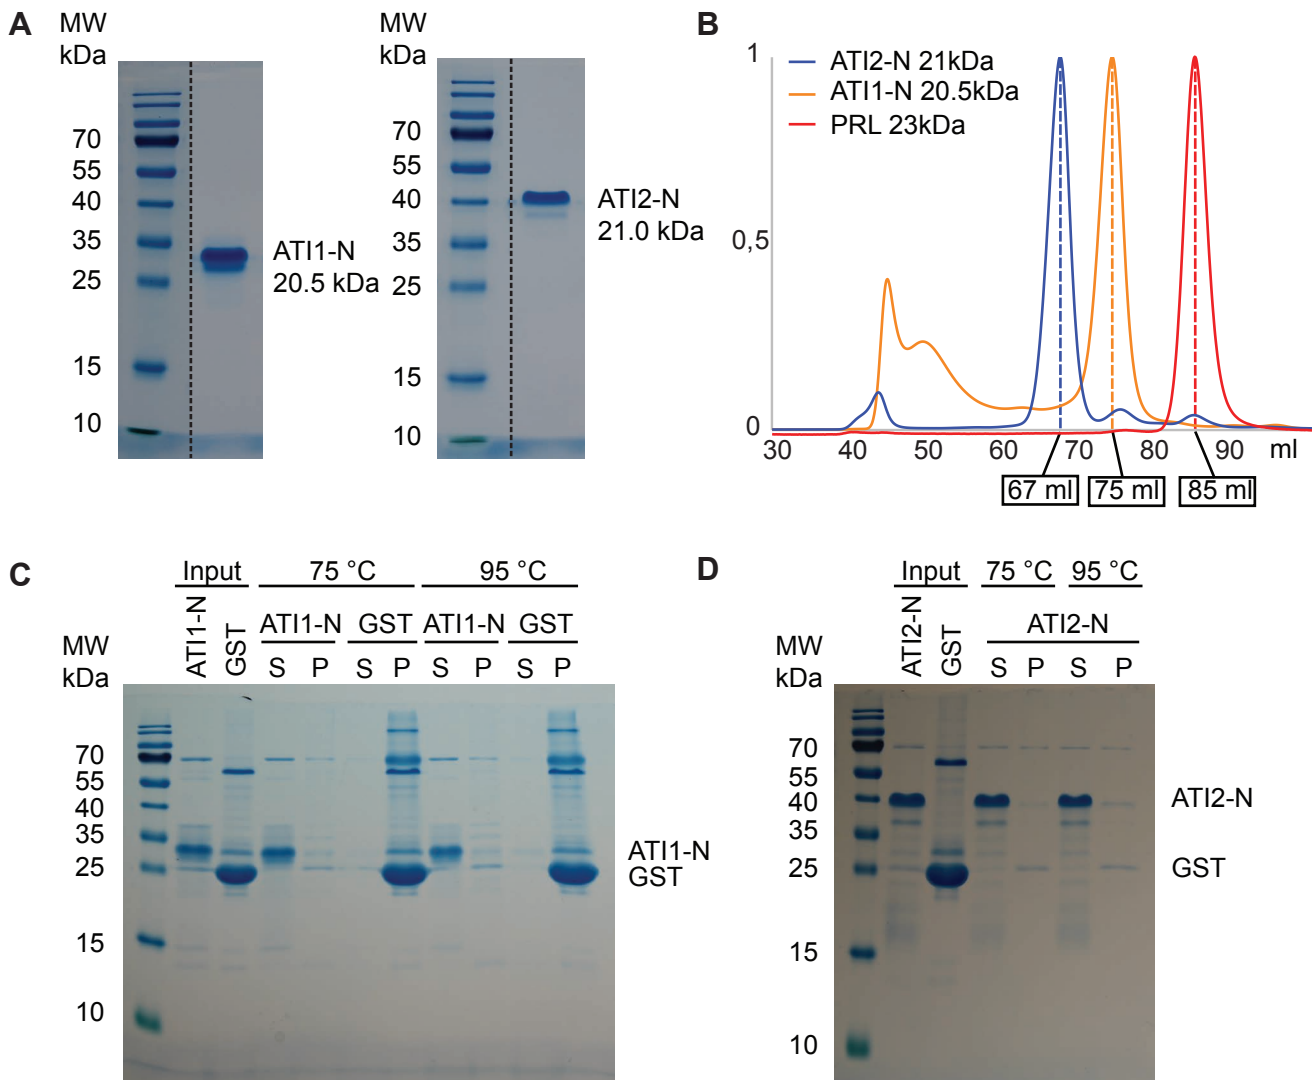 A
MW
kDa
70
55
40
35
25
15
10
ATI1-N
20.5 kDa
MW
kDa
70
55
40
35
25
15
10
ATI2-N
21.0 kDa
B
1
0,5
0
ATI2-N 21kDa
ATI1-N 20.5kDa
PRL 23kDa
30 40 50 60 70 80 90 ml
67 ml 75 ml 85 ml
C
Input 75 °C 95 °C
ATI1-N GST ATI1-N GST ATI1-N GST
S P S P S P S P
MW
kDa
70
55
40
35
25
15
10
ATI1-N
GST
D
Input 75 °C 95 °C
ATI2-N GST ATI2-N
S P S P
MW
kDa
70
55
40
35
25
15
10
ATI2-N
GST